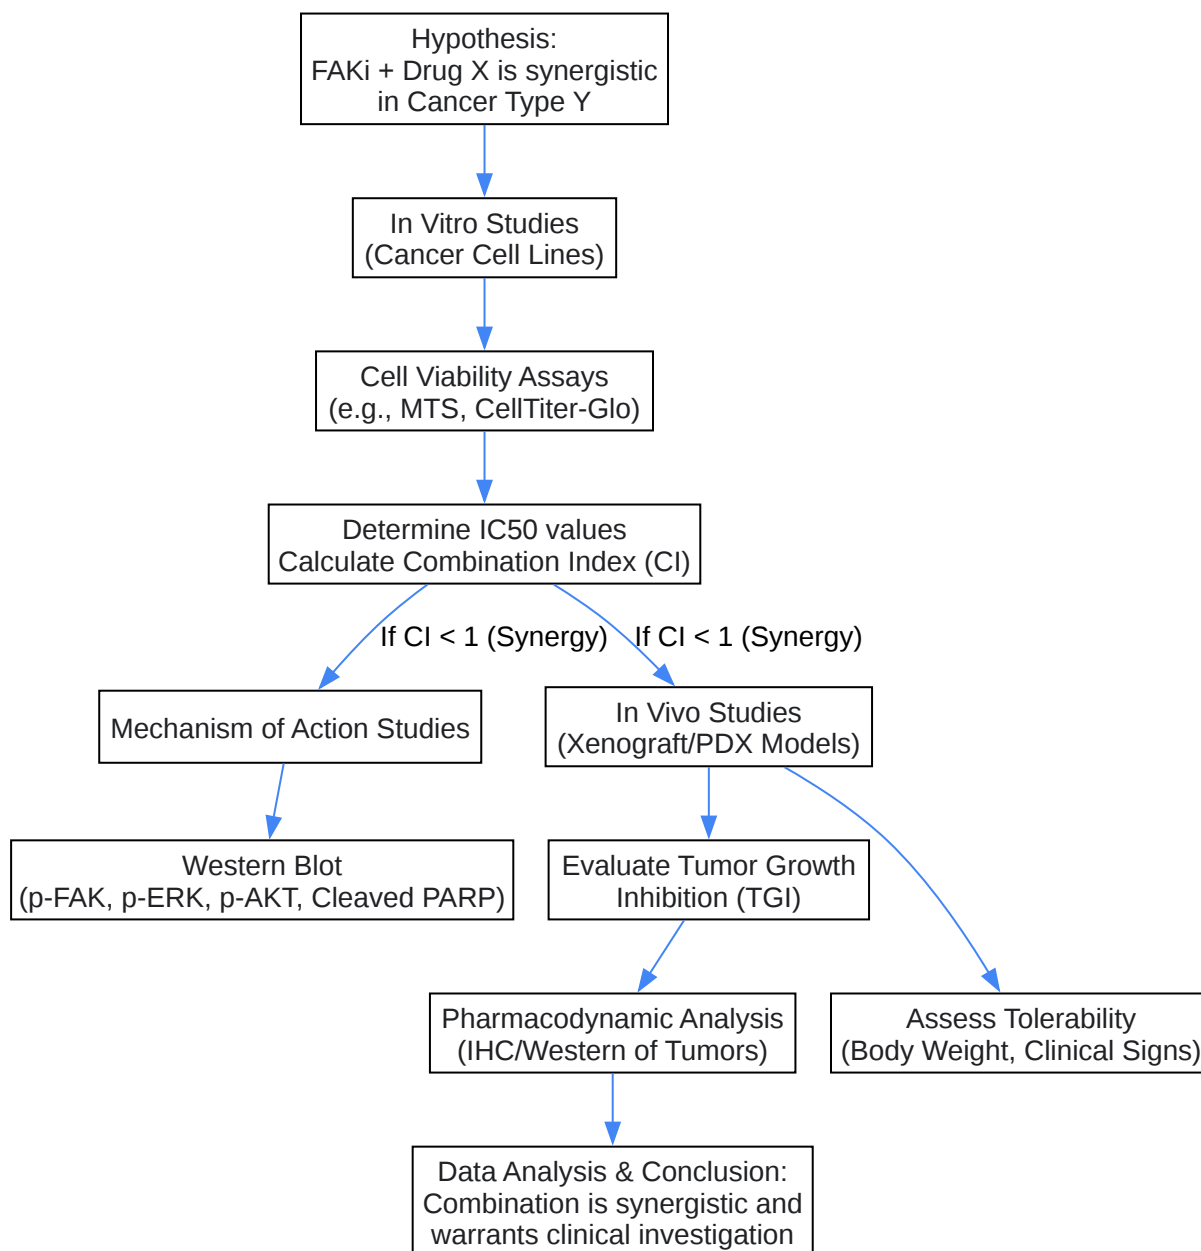 Hypothesis:
FAKi + Drug X is synergistic
in Cancer Type Y
In Vitro Studies
(Cancer Cell Lines)
Cell Viability Assays
(e.g., MTS, CellTiter-Glo)
Determine IC50 values
Calculate Combination Index (CI)
If CI < 1 (Synergy)
If CI < 1 (Synergy)
Mechanism of Action Studies
In Vivo Studies
(Xenograft/PDX Models)
Western Blot
(p-FAK, p-ERK, p-AKT, Cleaved PARP)
Evaluate Tumor Growth
Inhibition (TGI)
Pharmacodynamic Analysis
(IHC/Western of Tumors)
Assess Tolerability
(Body Weight, Clinical Signs)
Data Analysis & Conclusion:
Combination is synergistic and
warrants clinical investigation